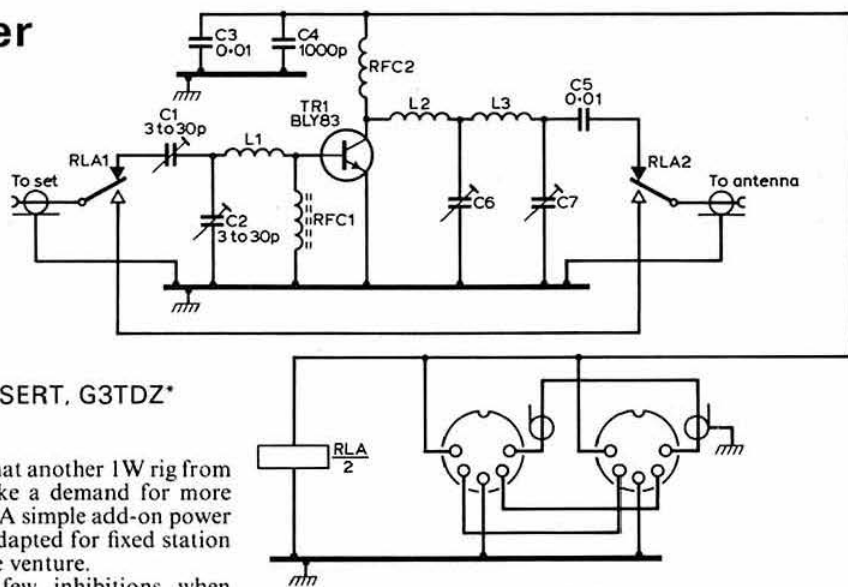 er
C3
0·01
C4
1000p
RFC2
TR1
BLY83
L2
L3
C5
0·01
C1
3 to 30p
L1
RLA1
RLA2
To set
To antenna
C2
3 to 30p
RFC1
C6
C7
SERT, G3TDZ*
RLA
2
hat another 1W rig from
ke a demand for more
A simple add-on power
dapted for fixed station
e venture.
few inhibitions when